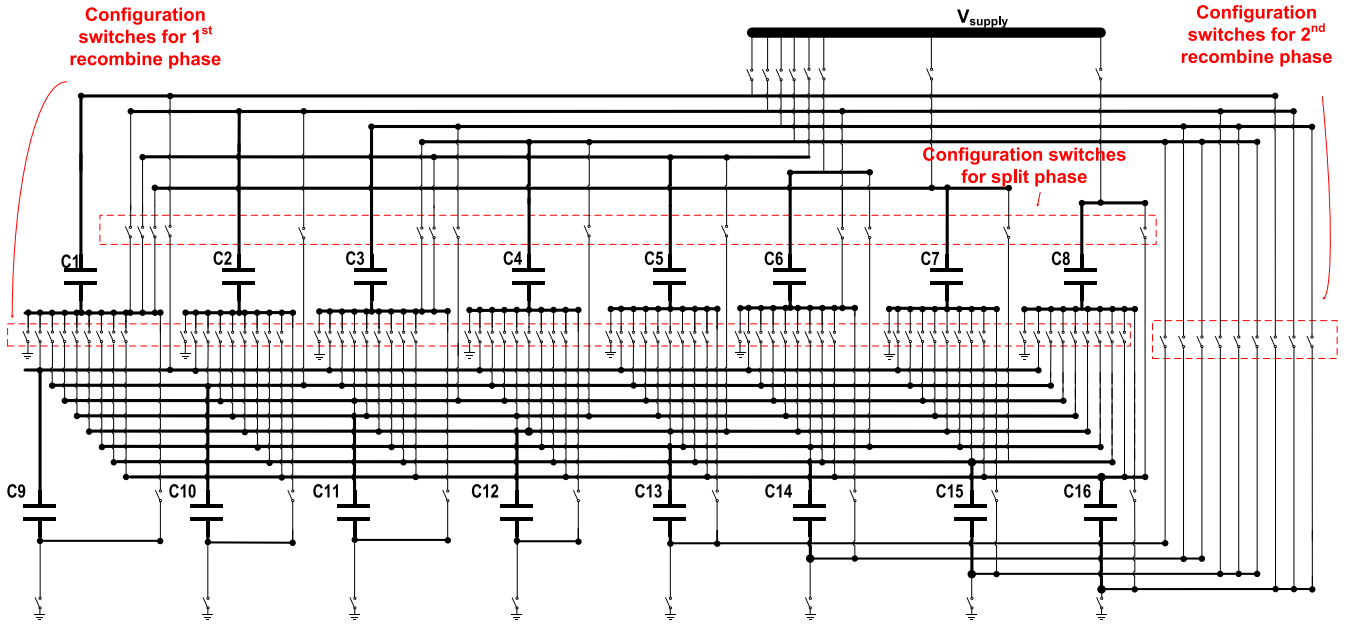 Configuration
switches for 1st
recombine phase
Vsupply
Configuration
switches for 2nd
recombine phase
Configuration switches
for split phase
C1
C2
C3
C4
C5
C6
C7
C8
C9
C10
C11
C12
C13
C14
C15
C16